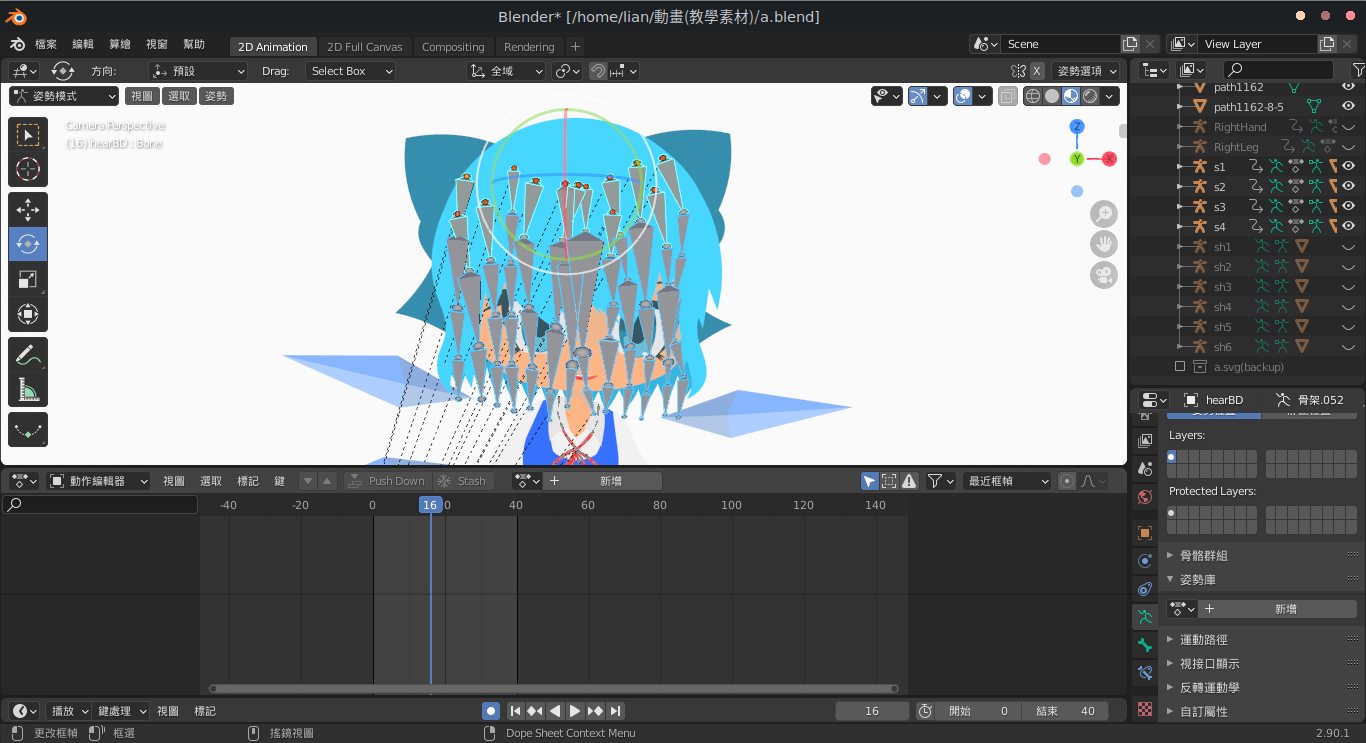 Blender* [/home/lian/動畫(教學素材)/a.blend]
檔案 編輯 算繪 視窗 幫助 2D Animation 2D Full Canvas Compositing Rendering + Scene View Layer
方向: 預設 Drag: Select Box 全域 X 姿勢選項
姿勢模式 視圖 選取 姿勢
Camera Perspective
(16) hearBD : Bone
Z
Y
X
path1162
path1162-8-5
RightHand
RightLeg
s1
s2
s3
s4
sh1
sh2
sh3
sh4
sh5
sh6
a.svg(backup)
hearBD 骨架.052
Layers:
Protected Layers:
骨骼群組
姿勢庫
新增
運動路徑
視接口顯示
反轉運動學
自訂屬性
動作編輯器 視圖 選取 標記 鍵 Push Down Stash 新增 最近框幀
-40 -20 0 16 20 40 60 80 100 120 140
播放 鍵處理 視圖 標記 16 開始 0 結束 40
更改框幀 框選 搖鏡視圖 Dope Sheet Context Menu 2.90.1